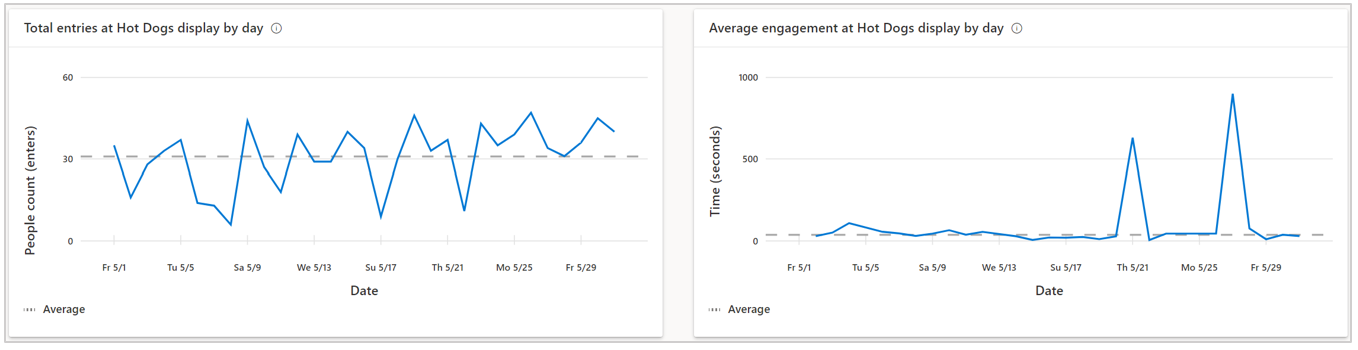 Total entries at Hot Dogs display by day
People count (enters)
60
30
0
Fr 5/1 Tu 5/5 Sa 5/9 We 5/13 Su 5/17 Th 5/21 Mo 5/25 Fr 5/29
Date
Average
Average engagement at Hot Dogs display by day
Time (seconds)
1000
500
0
Fr 5/1 Tu 5/5 Sa 5/9 We 5/13 Su 5/17 Th 5/21 Mo 5/25 Fr 5/29
Date
Average